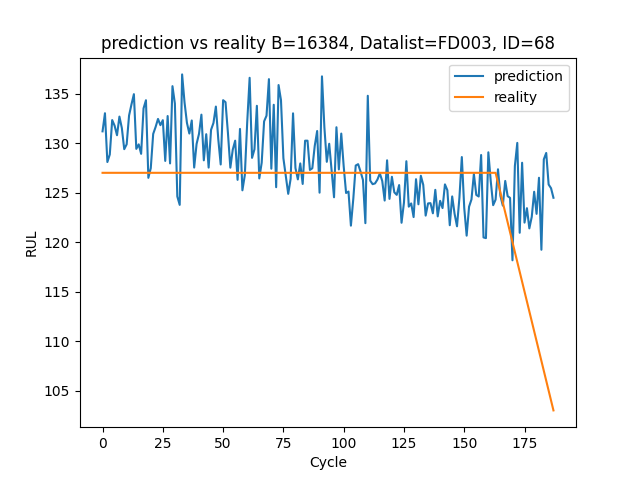 prediction vs reality B=16384, Datalist=FD003, ID=68
prediction
reality
RUL
135
130
125
120
115
110
105
0 25 50 75 100 125 150 175
Cycle